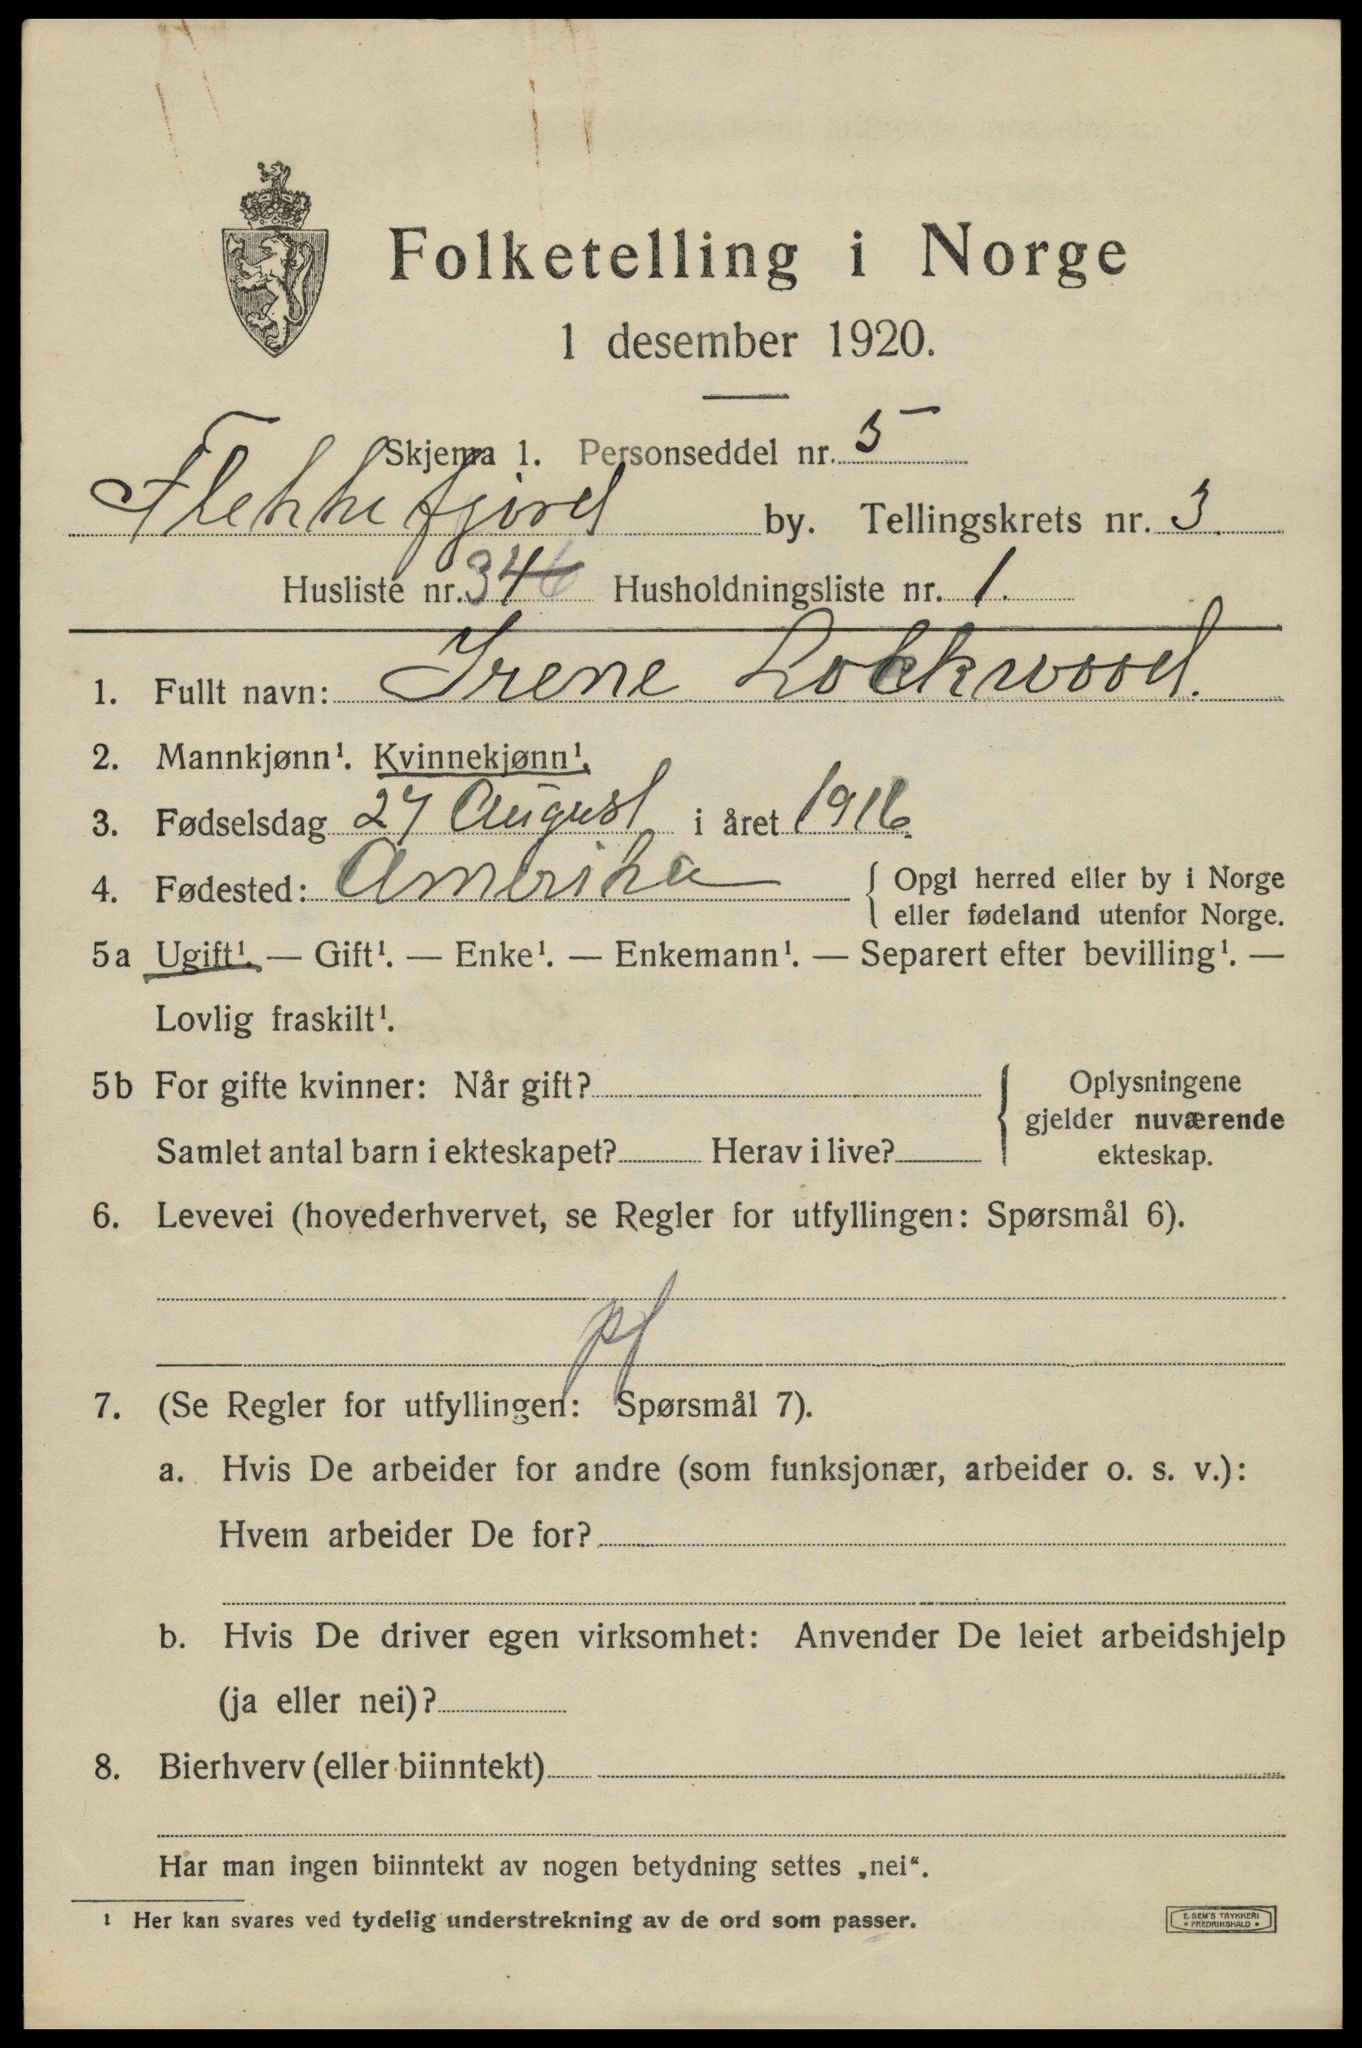 Folketelling i Norge
1 desember 1920.
Skjema 1. Personseddel nr. 5
Flekkefjord by. Tellingskrets nr. 3.
Husliste nr. 34 Husholdningsliste nr. 1.
1. Fullt navn: Irene Lockwood.
2. Mannkjønn¹. Kvinnekjønn¹.
3. Fødselsdag 27 August i året 1916.
4. Fødested: Amerika { Opgi herred eller by i Norge
eller fødeland utenfor Norge.
5a Ugift¹. — Gift¹. — Enke¹. — Enkemann¹. — Separert efter bevilling¹. —
Lovlig fraskilt¹.
5b For gifte kvinner: Når gift?
Samlet antal barn i ekteskapet? Herav i live?
{ Oplysningene
gjelder nuværende
ekteskap.
6. Levevei (hovederhvervet, se Regler for utfyllingen: Spørsmål 6).
pf
7. (Se Regler for utfyllingen: Spørsmål 7).
a. Hvis De arbeider for andre (som funksjonær, arbeider o. s. v.):
Hvem arbeider De for?
b. Hvis De driver egen virksomhet: Anvender De leiet arbeidshjelp
(ja eller nei)?
8. Bierhverv (eller biinntekt)
Har man ingen biinntekt av nogen betydning settes „nei“.
¹ Her kan svares ved tydelig understrekning av de ord som passer.
E. SEM'S TRYKKERI
• FREDRIKSHALD •